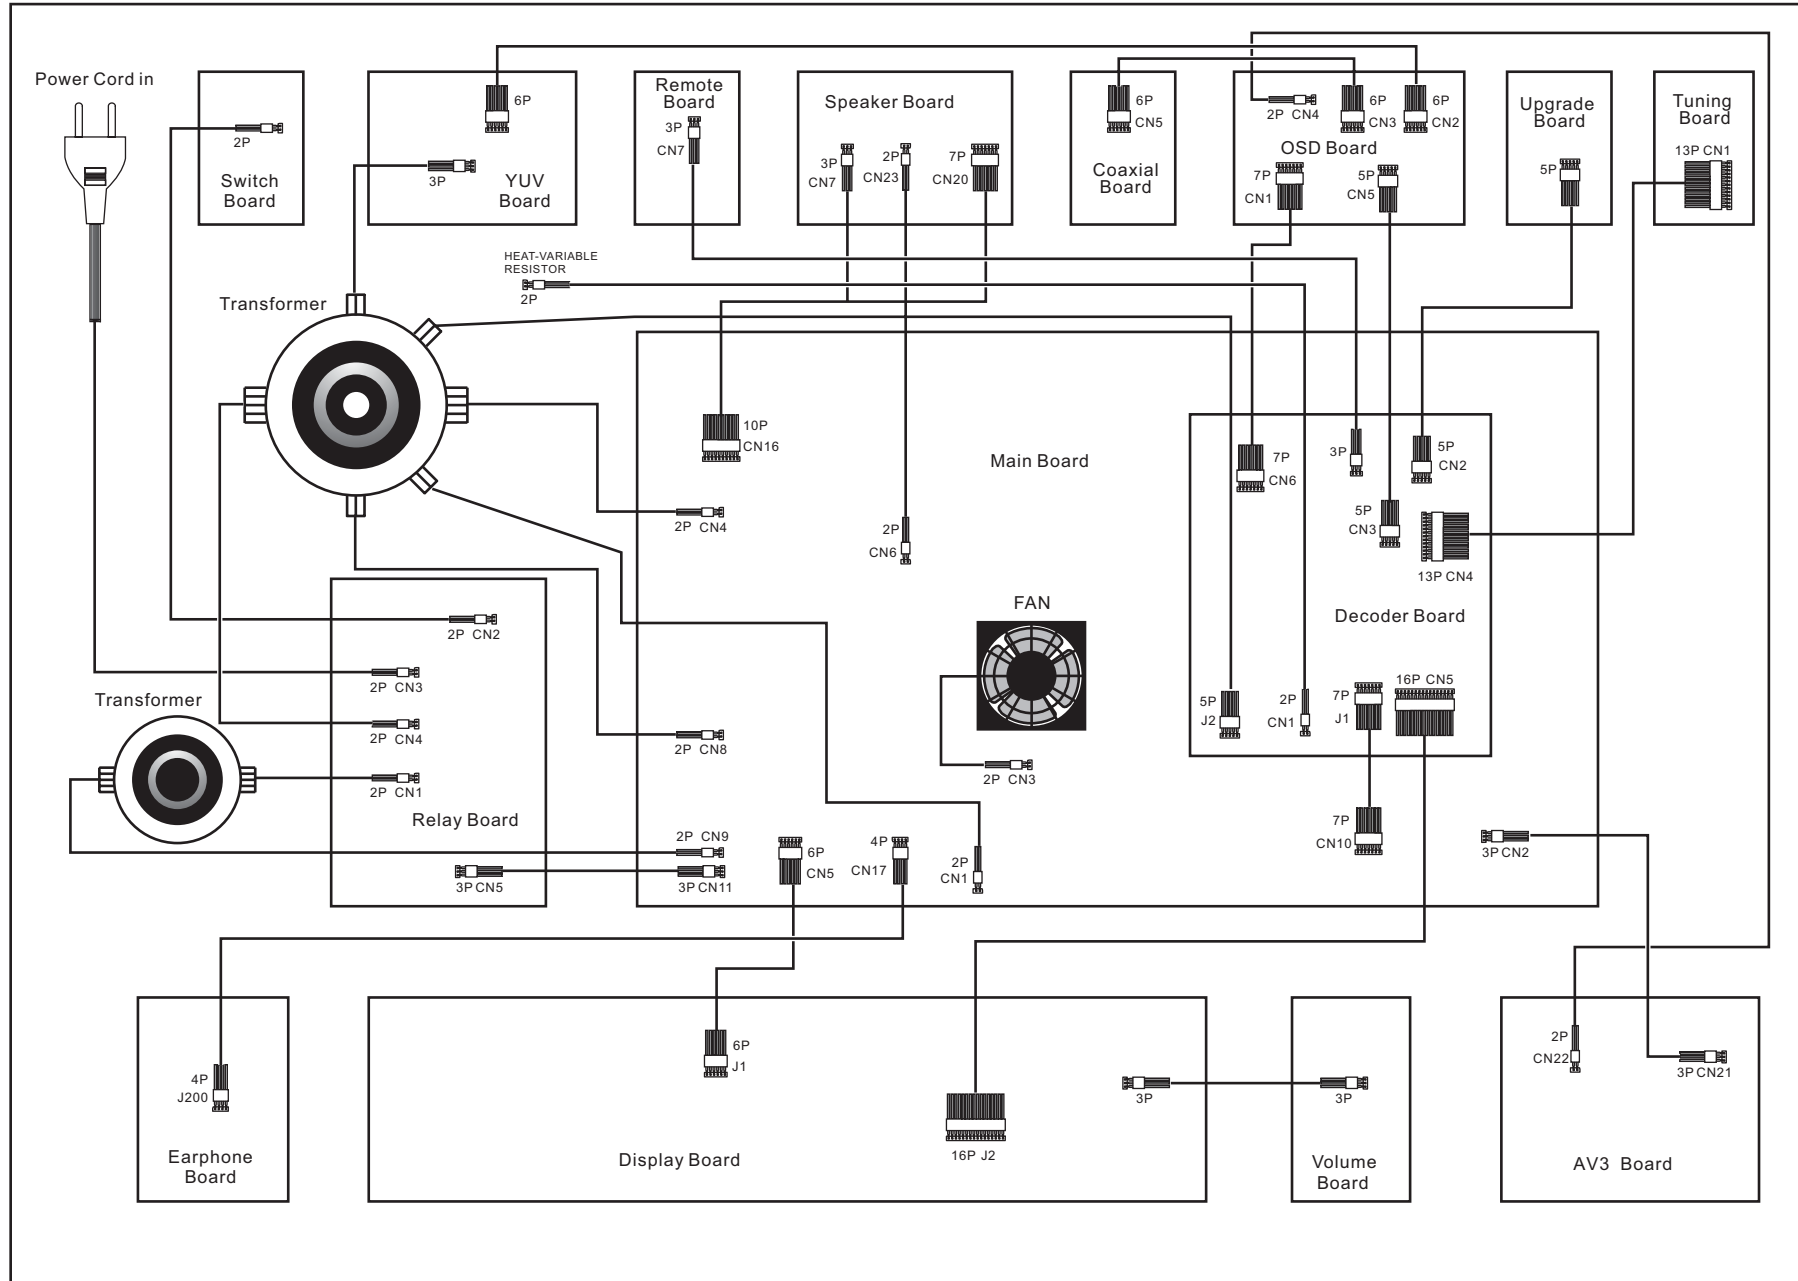 Power Cord in
2P
Switch
Board
6P
3P
YUV
Board
Remote
Board
3P
CN7
Speaker Board
3P
CN7
2P
CN23
7P
CN20
6P
CN5
Coaxial
Board
2P CN4
6P
CN3
6P
CN2
OSD Board
7P
CN1
5P
CN5
Upgrade
Board
5P
Tuning
Board
13P CN1
HEAT-VARIABLE
RESISTOR
2P
Transformer
10P
CN16
Main Board
7P
CN6
3P
5P
CN2
2P CN4
2P
CN6
5P
CN3
13P CN4
FAN
Decoder Board
2P CN2
2P CN3
Transformer
2P CN4
2P CN8
2P CN3
5P
J2
2P
CN1
7P
J1
16P CN5
2P CN1
Relay Board
2P CN9
3P CN5
3P CN11
6P
CN5
4P
CN17
2P
CN1
7P
CN10
3P CN2
4P
J200
Earphone
Board
6P
J1
16P J2
3P
Display Board
3P
Volume
Board
2P
CN22
3P CN21
AV3 Board